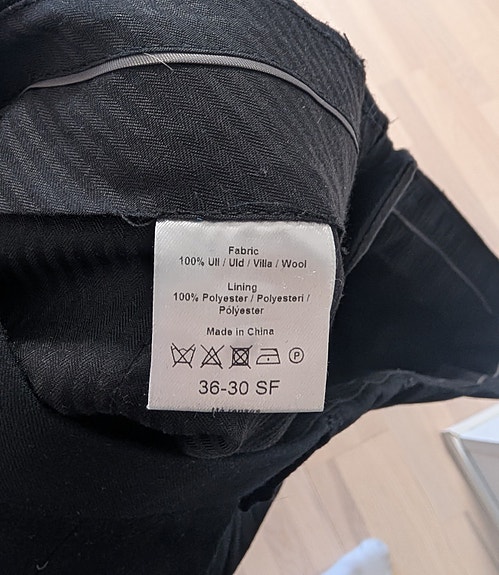 Fabric
100% Ull / Uld / Villa / Wool
Lining
100% Polyester / Polyesteri /
Pólyester
Made in China
P
36-30 SF